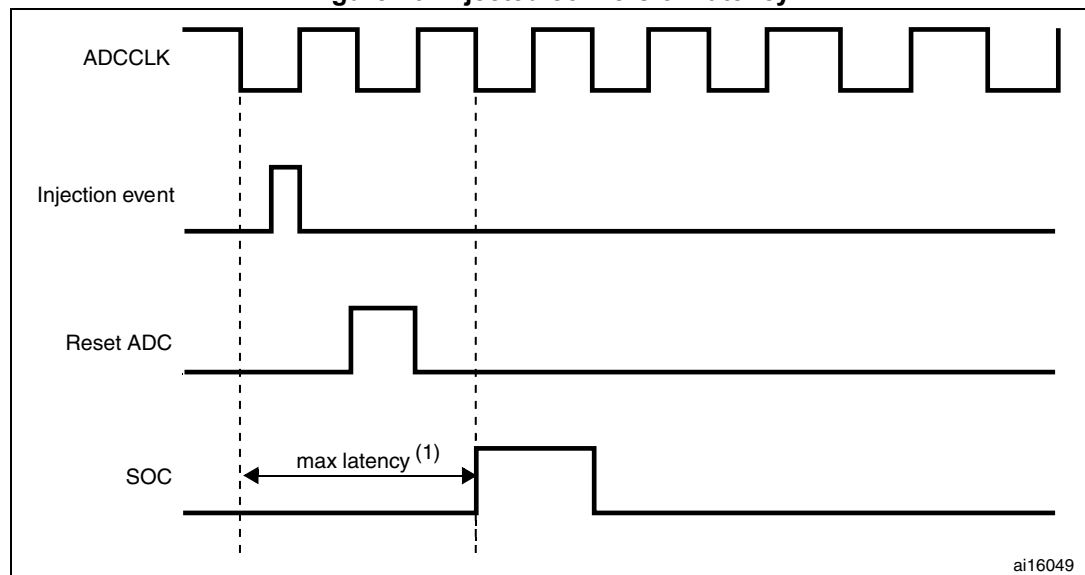 ADCCLK
Injection event
Reset ADC
max latency (1)
SOC
ai16049